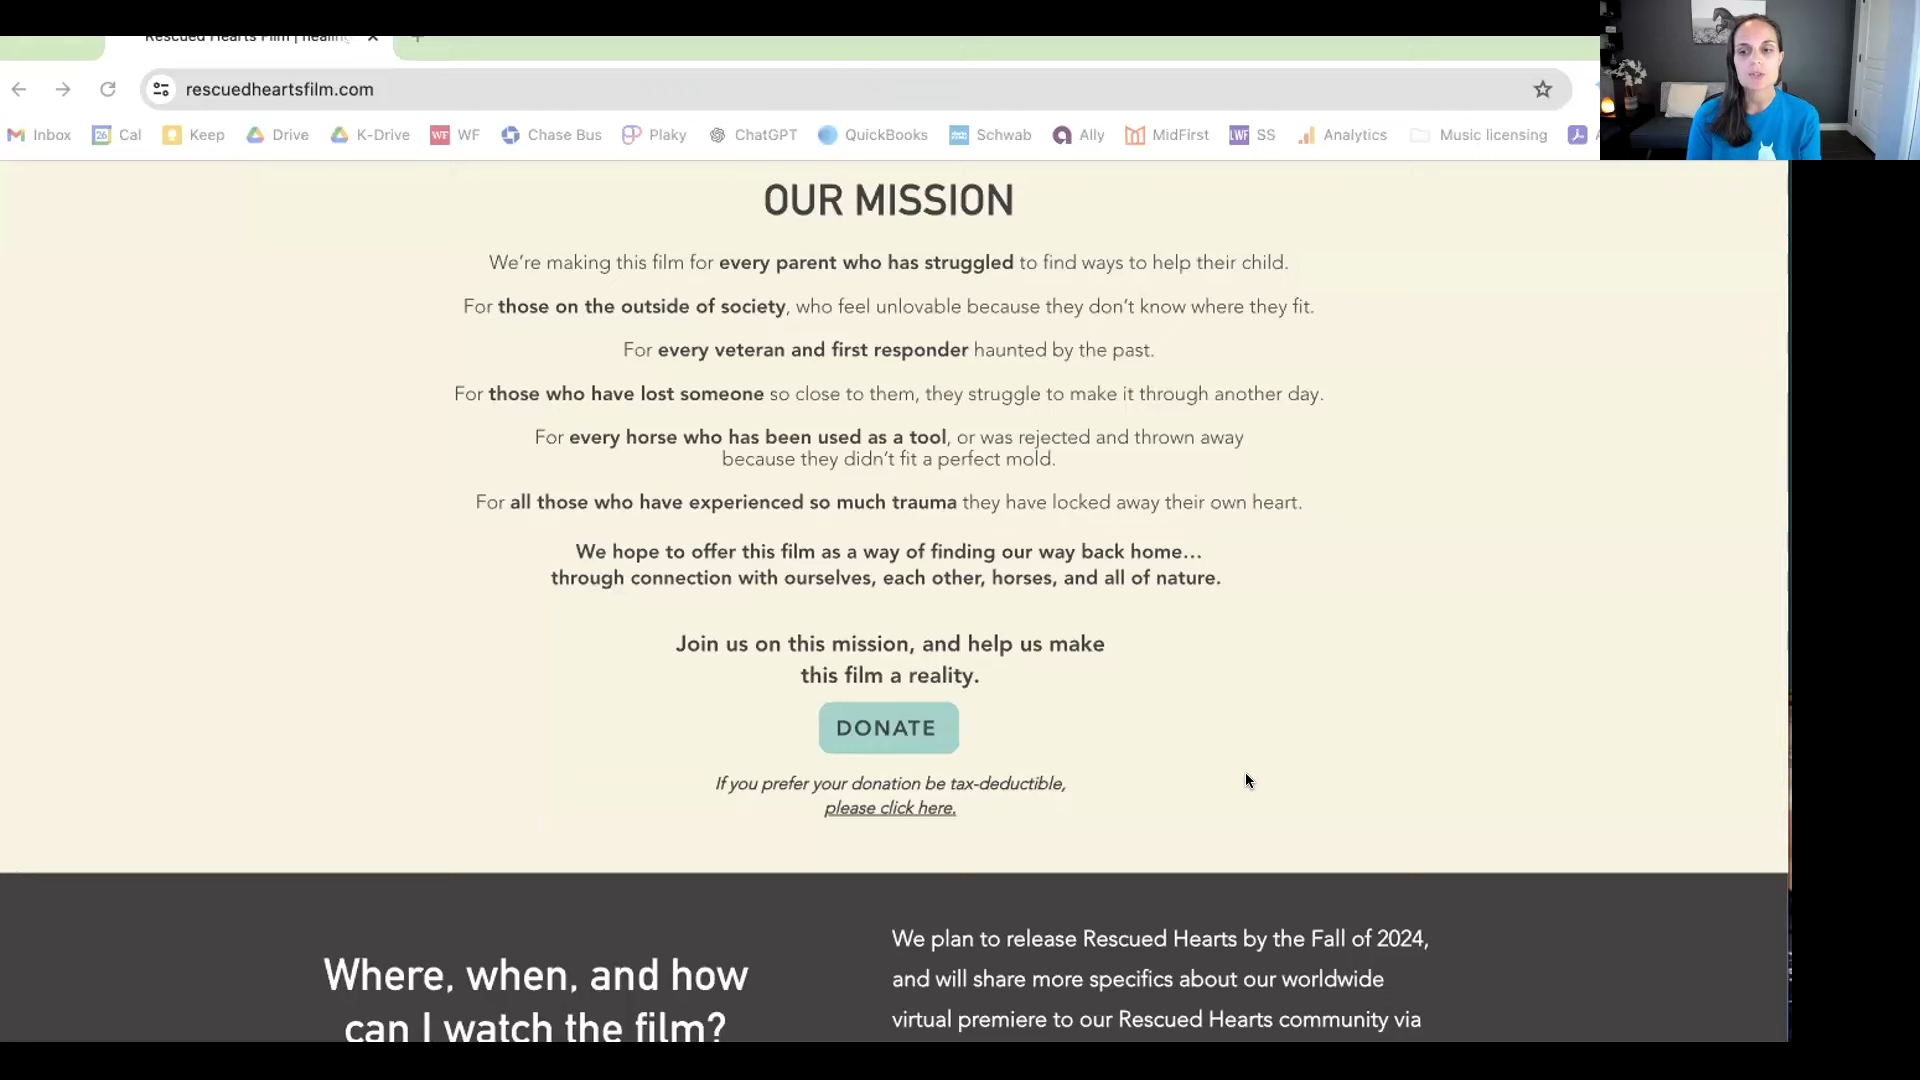 Rescued Hearts Film | healing
rescuedheartsfilm.com
Inbox 26 Cal Keep Drive K-Drive WF WF Chase Bus Plaky ChatGPT QuickBooks Schwab Ally MidFirst LWF SS Analytics Music licensing
OUR MISSION
We’re making this film for every parent who has struggled to find ways to help their child.
For those on the outside of society, who feel unlovable because they don’t know where they fit.
For every veteran and first responder haunted by the past.
For those who have lost someone so close to them, they struggle to make it through another day.
For every horse who has been used as a tool, or was rejected and thrown away
because they didn’t fit a perfect mold.
For all those who have experienced so much trauma they have locked away their own heart.
We hope to offer this film as a way of finding our way back home...
through connection with ourselves, each other, horses, and all of nature.
Join us on this mission, and help us make
this film a reality.
DONATE
If you prefer your donation be tax-deductible,
please click here.
Where, when, and how
can I watch the film?
We plan to release Rescued Hearts by the Fall of 2024,
and will share more specifics about our worldwide
virtual premiere to our Rescued Hearts community via